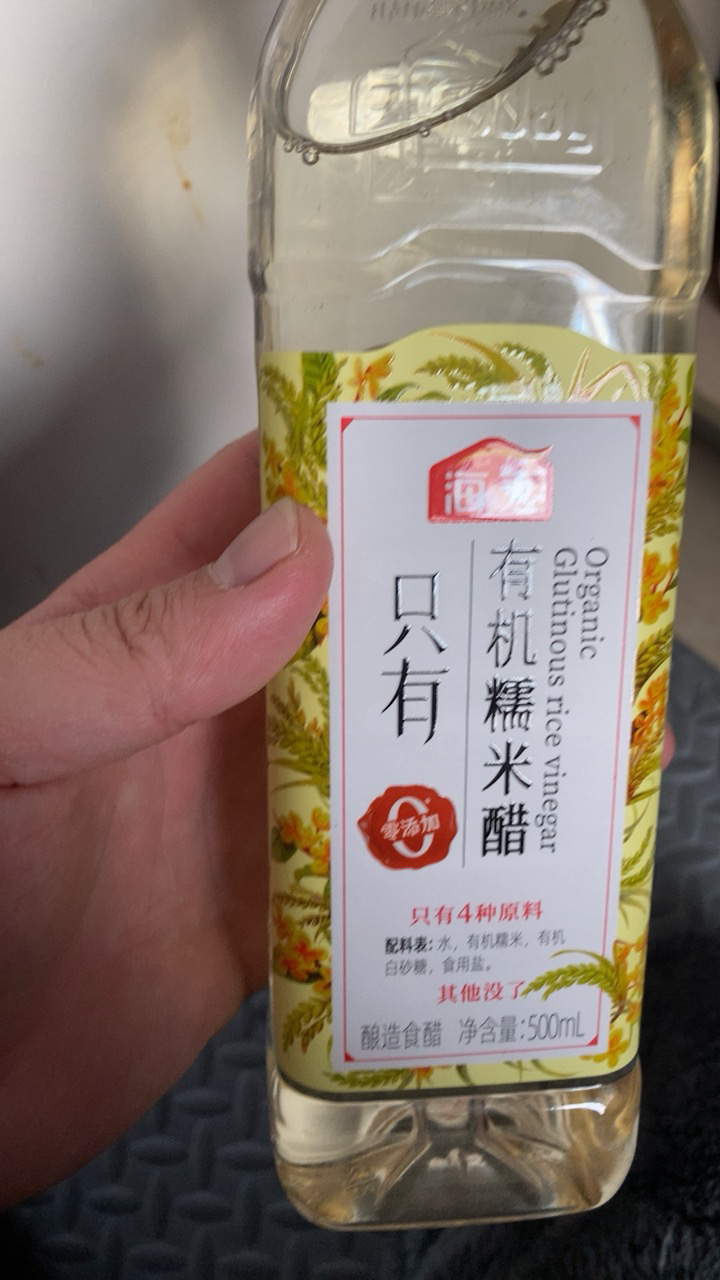 海天
有机糯米醋
Organic
Glutinous rice vinegar
只有
零添加
只有4种原料
配料表:水，有机糯米，有机
白砂糖，食用盐。
其他没了
酿造食醋 净含量:500mL